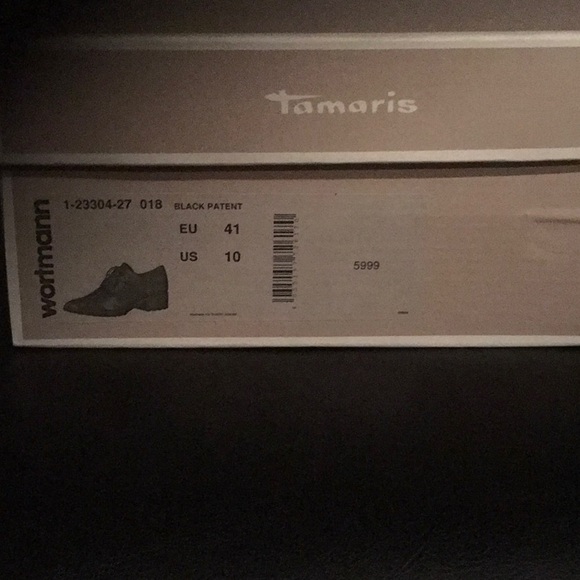 Tamaris
wortmann
1-23304-27 018 BLACK PATENT
EU 41
US 10
5999